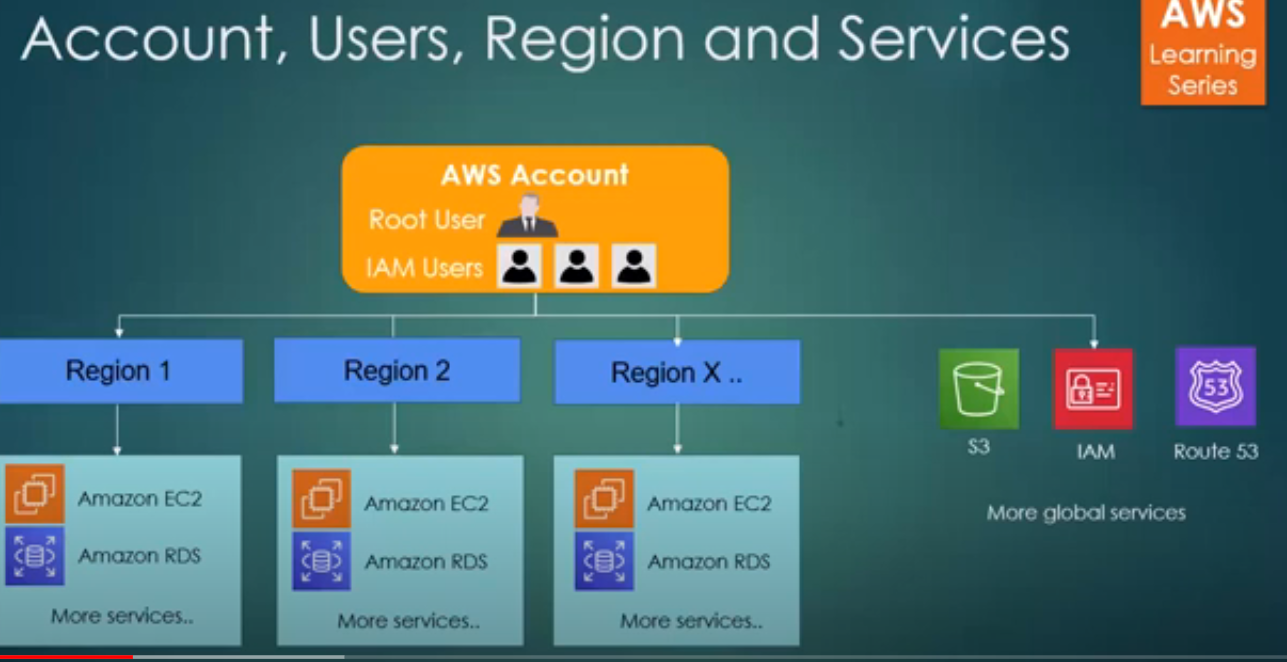 Account, Users, Region and Services
AWS
Learning
Series
AWS Account
Root User
IAM Users
Region 1
Region 2
Region X ..
Amazon EC2
Amazon RDS
More services..
Amazon EC2
Amazon RDS
More services..
Amazon EC2
Amazon RDS
More services..
S3
IAM
53
Route 53
More global services